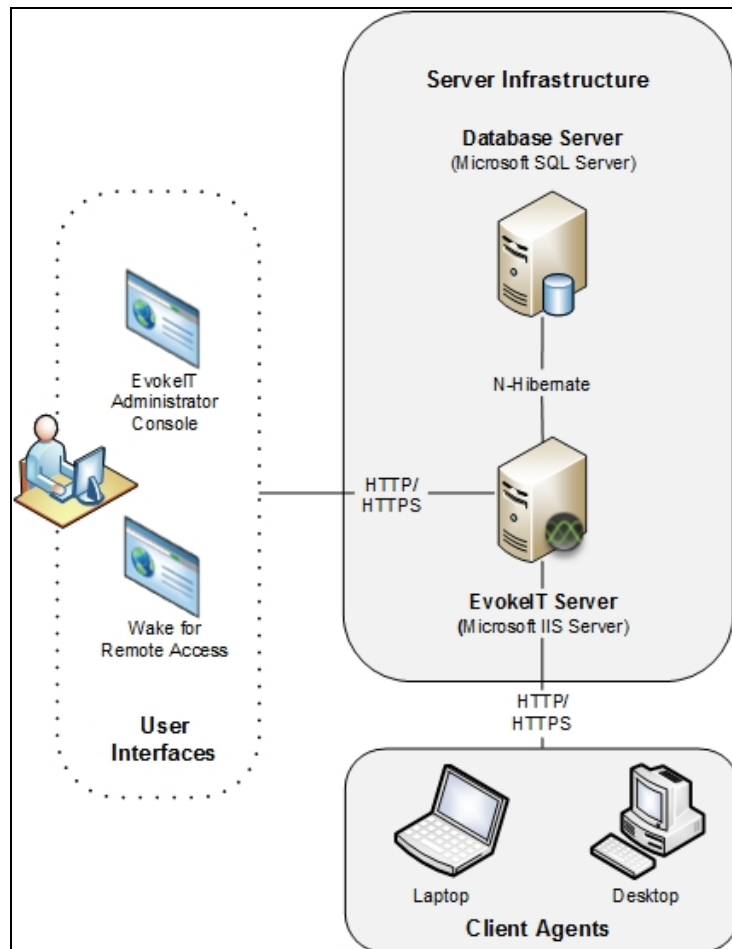 Server Infrastructure
Database Server
(Microsoft SQL Server)
N-Hibernate
EvokeIT
Administrator
Console
HTTP/
HTTPS
EvokeIT Server
(Microsoft IIS Server)
Wake for
Remote Access
User
Interfaces
HTTP/
HTTPS
Laptop
Desktop
Client Agents